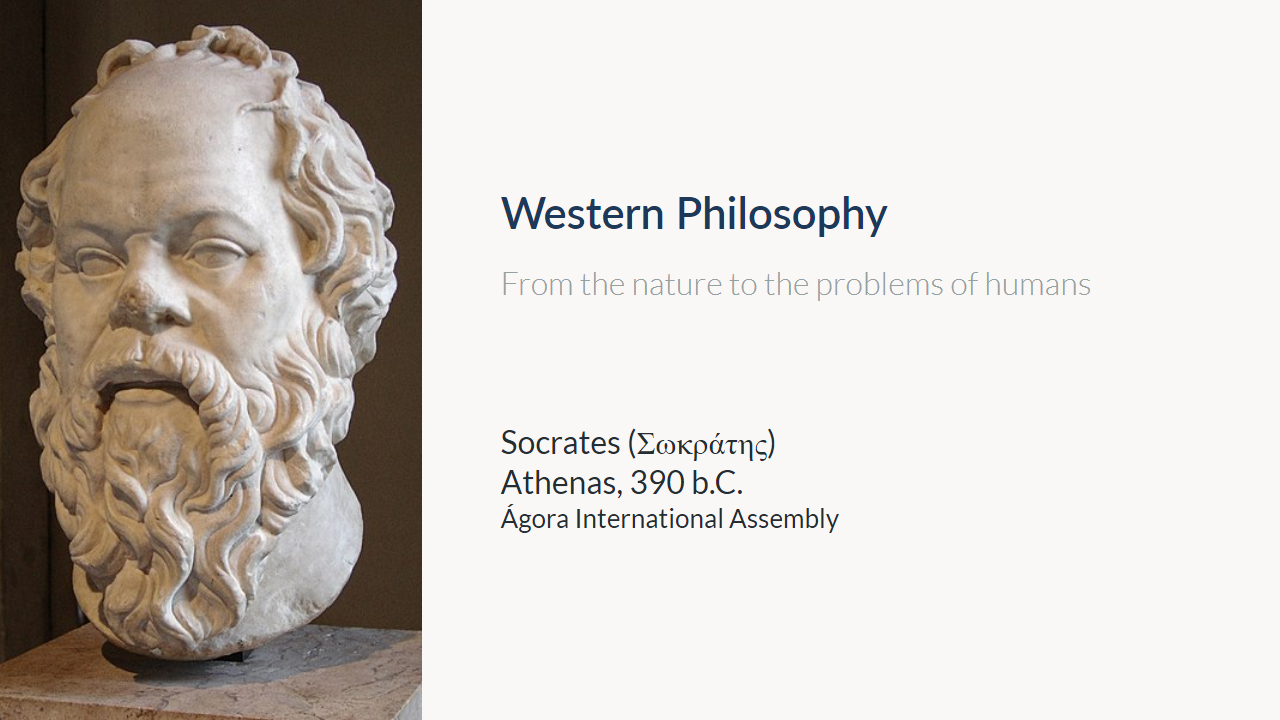 Western Philosophy
From the nature to the problems of humans
Socrates (Σωκράτης)
Athenas, 390 b.C.
Ágora International Assembly